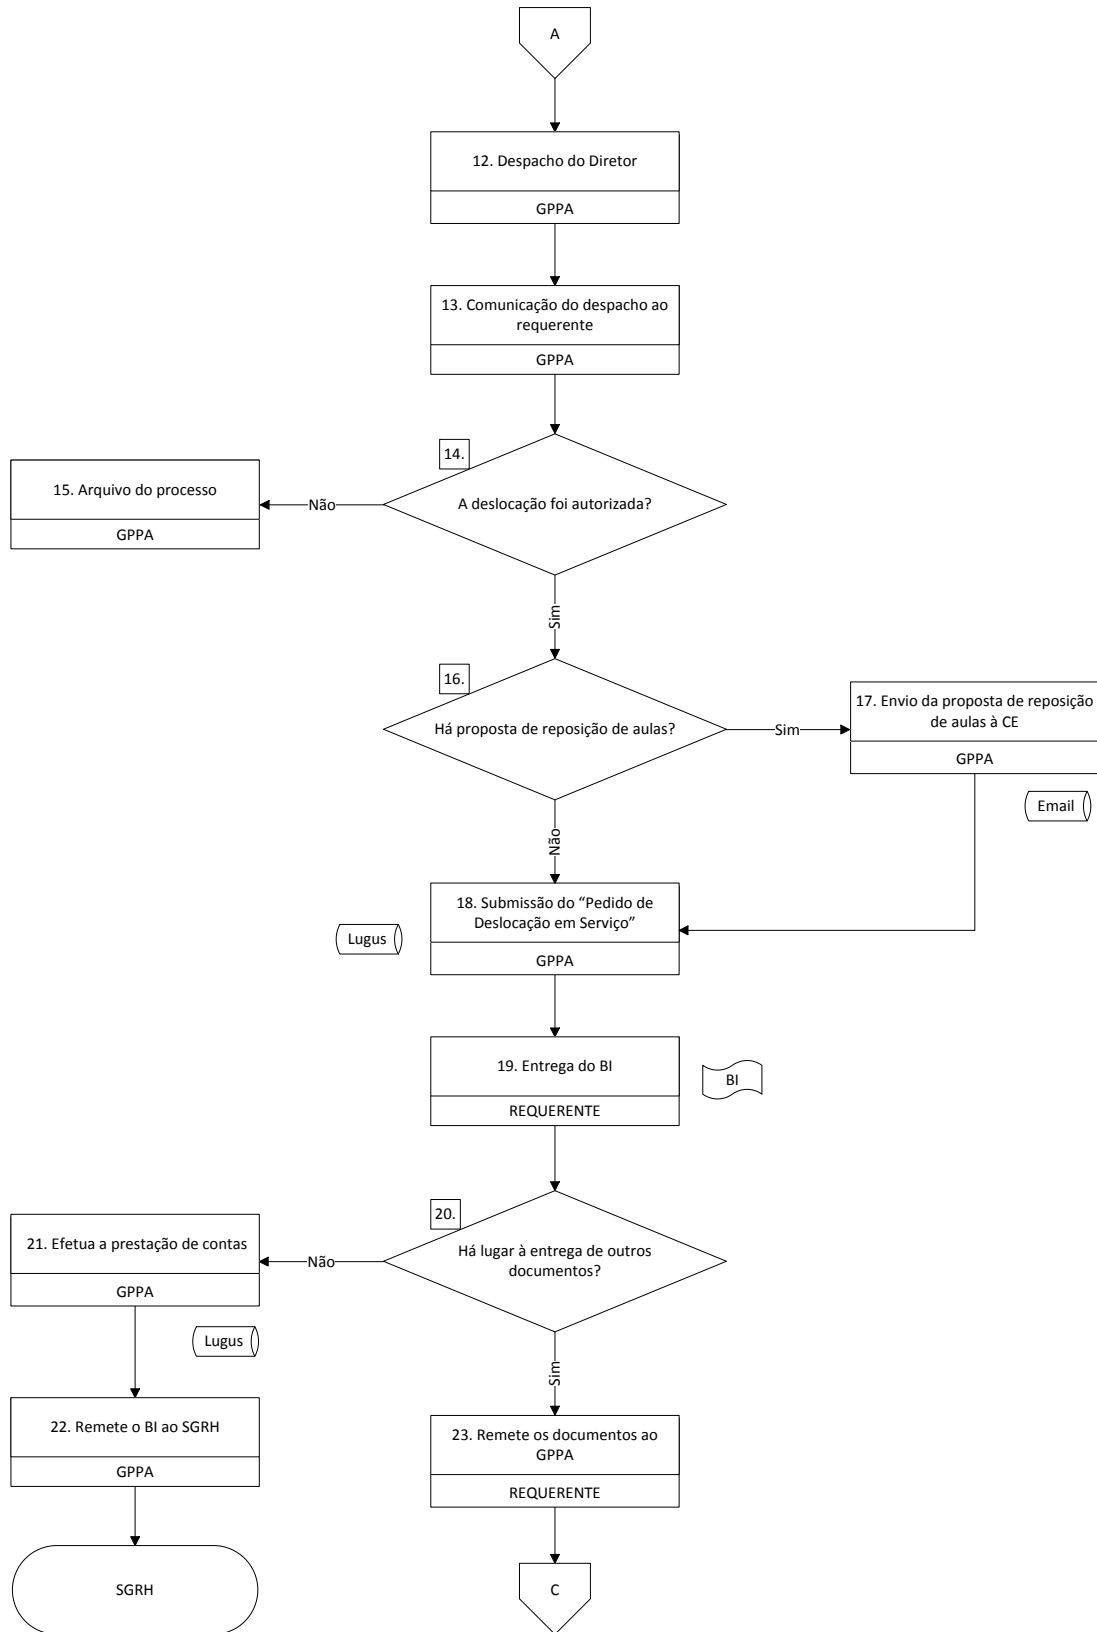 A
12. Despacho do Diretor
GPPA
13. Comunicação do despacho ao
requerente
GPPA
14.
A deslocação foi autorizada?
Não
15. Arquivo do processo
GPPA
Sim
16.
Há proposta de reposição de aulas?
Sim
17. Envio da proposta de reposição
de aulas à CE
GPPA
Email
Não
18. Submissão do “Pedido de
Deslocação em Serviço”
GPPA
Lugus
19. Entrega do BI
REQUERENTE
BI
20.
Há lugar à entrega de outros
documentos?
Não
21. Efetua a prestação de contas
GPPA
Lugus
22. Remete o BI ao SGRH
GPPA
SGRH
Sim
23. Remete os documentos ao
GPPA
REQUERENTE
C